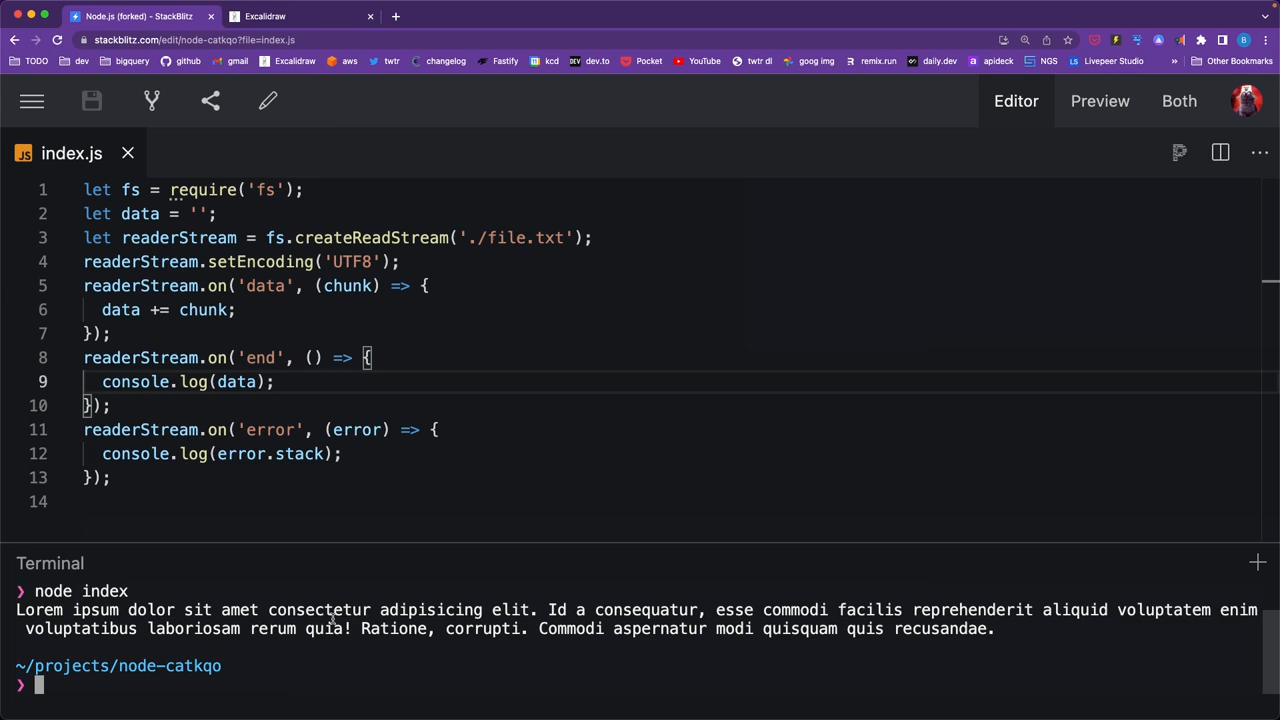 Node.js (forked) - StackBlitz
Excalidraw
stackblitz.com/edit/node-catkqo?file=index.js
TODO dev bigquery github gmail Excalidraw aws twtr changelog Fastify kcd dev.to Pocket YouTube twtr dl goog img remix.run daily.dev apideck NGS Livepeer Studio » Other Bookmarks
Editor Preview Both
JS index.js
1 let fs = require('fs');
2 let data = '';
3 let readerStream = fs.createReadStream('./file.txt');
4 readerStream.setEncoding('UTF8');
5 readerStream.on('data', (chunk) => {
6 data += chunk;
7 });
8 readerStream.on('end', () => {
9 console.log(data);
10 });
11 readerStream.on('error', (error) => {
12 console.log(error.stack);
13 });
14
Terminal
❯ node index
Lorem ipsum dolor sit amet consectetur adipisicing elit. Id a consequatur, esse commodi facilis reprehenderit aliquid voluptatem enim
voluptatibus laboriosam rerum quia! Ratione, corrupti. Commodi aspernatur modi quisquam quis recusandae.
~/projects/node-catkqo
❯